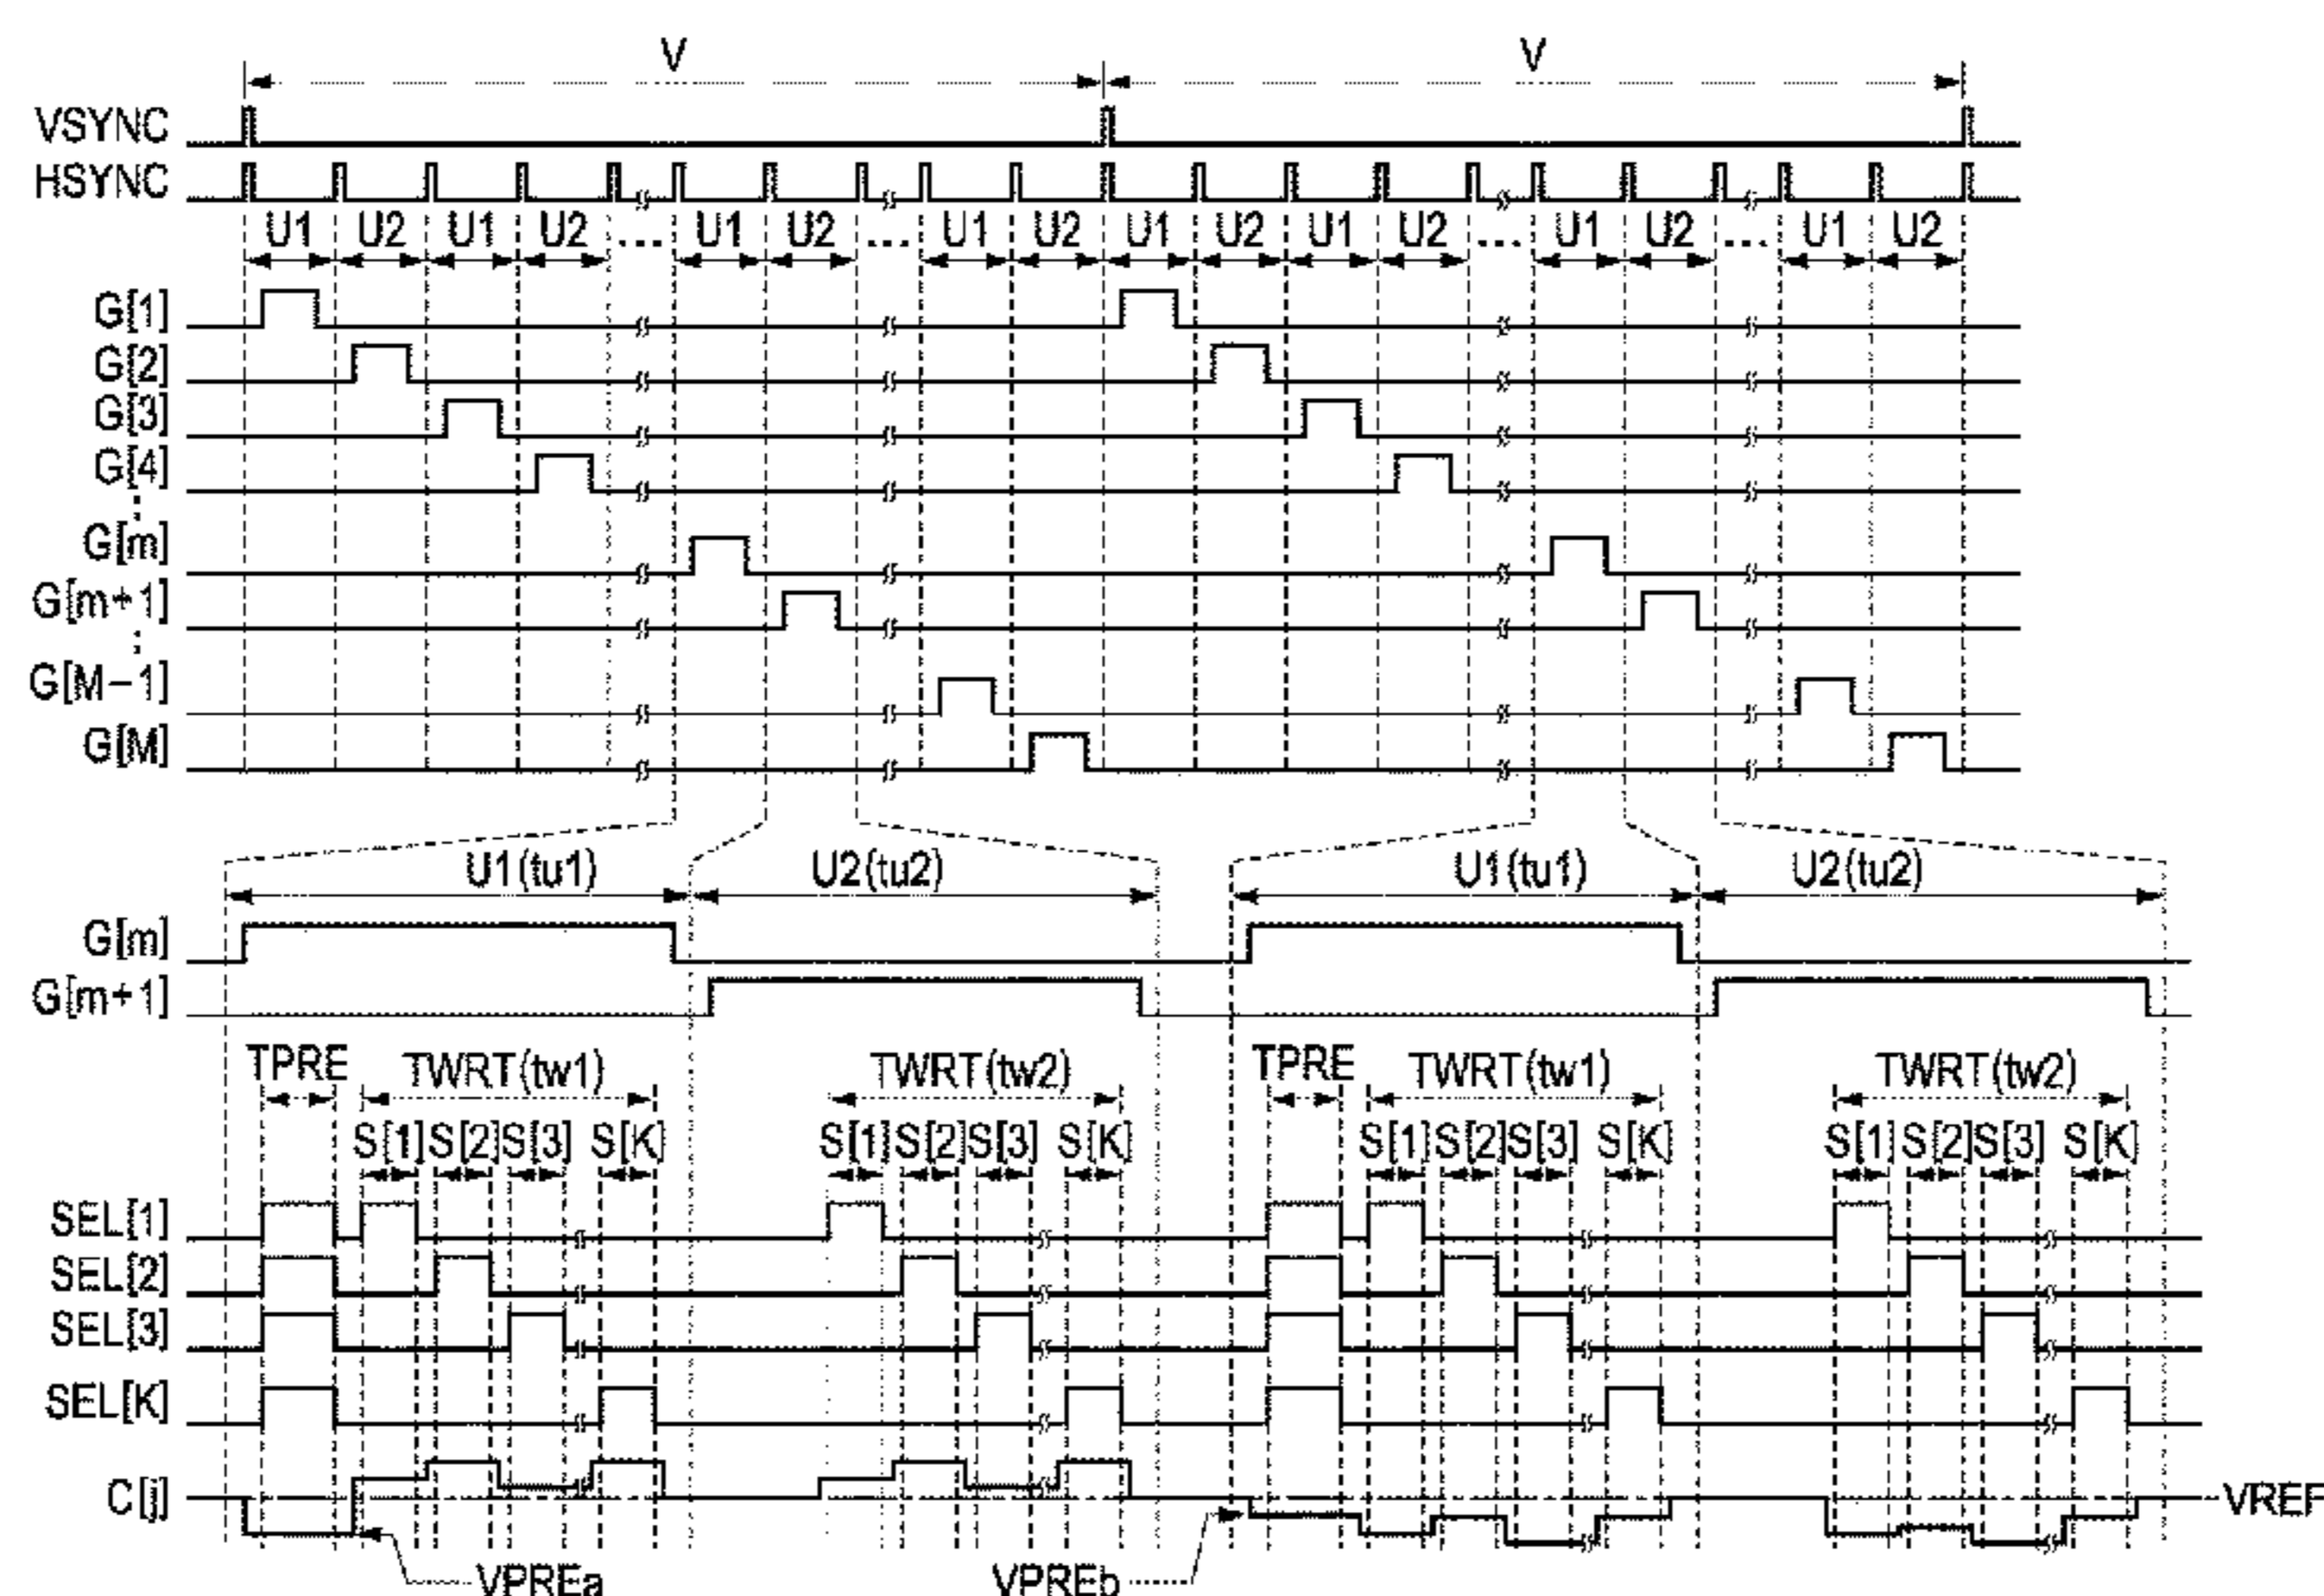 V V
VSYNC
HSYNC
U1 U2 U1 U2 ... U1 U2 ... U1 U2 U1 U2 U1 U2 ... U1 U2 ... U1 U2
G[1]
G[2]
G[3]
G[4]
G[m]
G[m+1]
G[M-1]
G[M]
U1(tu1) U2(tu2) U1(tu1) U2(tu2)
G[m]
G[m+1]
TPRE TWRT(tw1) TWRT(tw2) TPRE TWRT(tw1) TWRT(tw2)
S[1] S[2] S[3] S[K] S[1] S[2] S[3] S[K] S[1] S[2] S[3] S[K] S[1] S[2] S[3] S[K]
SEL[1]
SEL[2]
SEL[3]
SEL[K]
C[j] VREF
VPREa VPREb